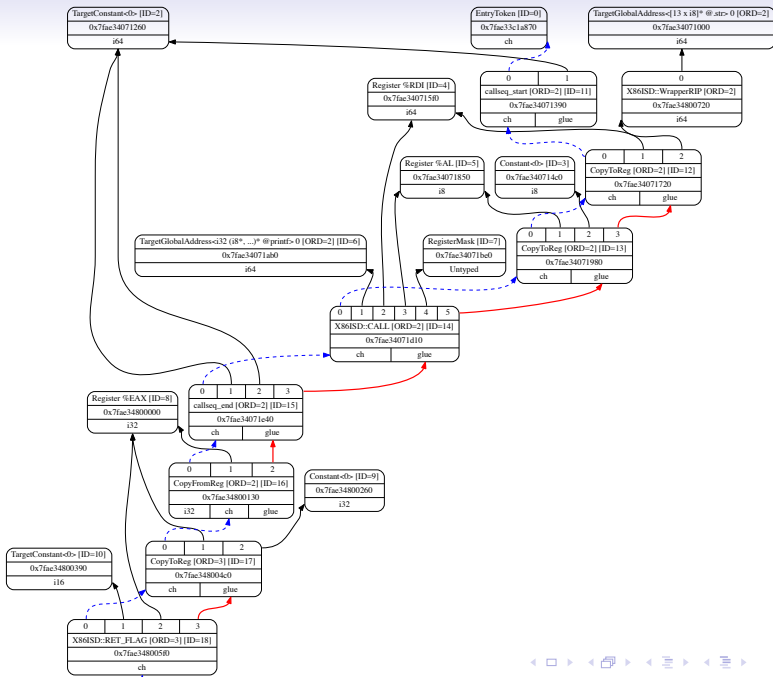 TargetConstant<0> [ID=2]
0x7fae34071260
i64
EntryToken [ID=0]
0x7fae33c1a870
ch
TargetGlobalAddress<[13 x i8]* @.str> 0 [ORD=2]
0x7fae34071000
i64
Register %RDI [ID=4]
0x7fae340715f0
i64
0 1
callseq_start [ORD=2] [ID=11]
0x7fae34071390
ch glue
0
X86ISD::WrapperRIP [ORD=2]
0x7fae34800720
i64
Register %AL [ID=5]
0x7fae34071850
i8
Constant<0> [ID=3]
0x7fae340714c0
i8
0 1 2
CopyToReg [ORD=2] [ID=12]
0x7fae34071720
ch glue
TargetGlobalAddress<i32 (i8*, ...)* @printf> 0 [ORD=2] [ID=6]
0x7fae34071ab0
i64
RegisterMask [ID=7]
0x7fae34071be0
Untyped
0 1 2 3
CopyToReg [ORD=2] [ID=13]
0x7fae34071980
ch glue
0 1 2 3 4 5
X86ISD::CALL [ORD=2] [ID=14]
0x7fae34071d10
ch glue
Register %EAX [ID=8]
0x7fae34800000
i32
0 1 2 3
callseq_end [ORD=2] [ID=15]
0x7fae34071e40
ch glue
0 1 2
CopyFromReg [ORD=2] [ID=16]
0x7fae34800130
i32 ch glue
Constant<0> [ID=9]
0x7fae34800260
i32
TargetConstant<0> [ID=10]
0x7fae34800390
i16
0 1 2
CopyToReg [ORD=3] [ID=17]
0x7fae348004c0
ch glue
0 1 2 3
X86ISD::RET_FLAG [ORD=3] [ID=18]
0x7fae348005f0
ch